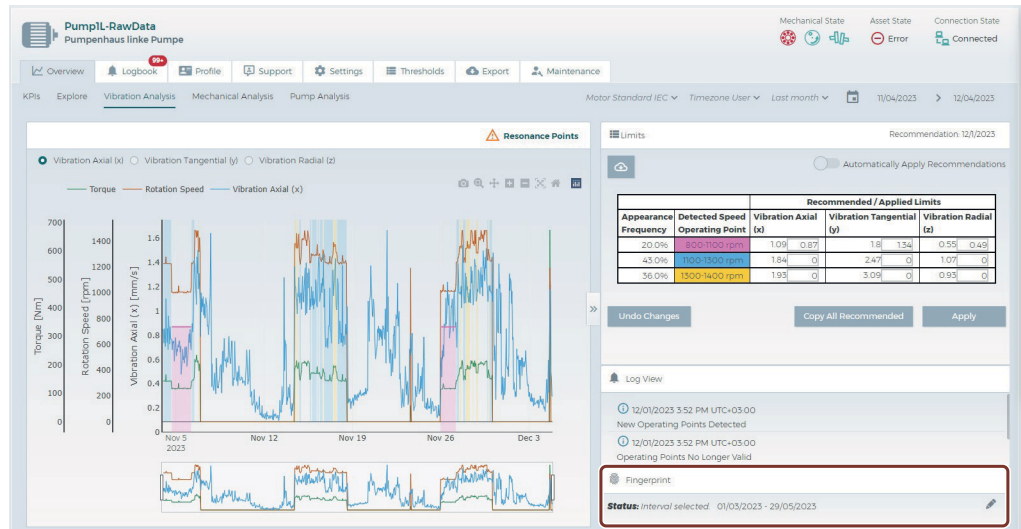 Pump1L-RawData
Pumpenhaus linke Pumpe
Mechanical State Asset State Connection State
Error Connected
Overview Logbook 99+ Profile Support Settings Thresholds Export Maintenance
KPIs Explore Vibration Analysis Mechanical Analysis Pump Analysis
Motor Standard IEC Timezone User Last month 11/04/2023 > 12/04/2023
Resonance Points
Vibration Axial (x) Vibration Tangential (y) Vibration Radial (z)
Torque Rotation Speed Vibration Axial (x)
700
600
500
400
300
200
100
0
Torque [Nm]
1400
1200
1000
800
600
400
200
0
Rotation Speed [rpm]
1.6
1.4
1.2
1
0.8
0.6
0.4
0.2
0
Vibration Axial (x) [mm/s]
Nov 5 Nov 12 Nov 19 Nov 26 Dec 3
2023
»
Limits Recommendation: 12/1/2023
Automatically Apply Recommendations
Recommended / Applied Limits
Appearance Detected Speed Vibration Axial Vibration Tangential Vibration Radial
Frequency Operating Point (x) (y) (z)
20.0% 800-1100 rpm 1.09 0.87 1.8 1.34 0.55 0.49
43.0% 1100-1300 rpm 1.84 0 2.47 0 1.07 0
36.0% 1300-1400 rpm 1.93 0 3.09 0 0.93 0
Undo Changes Copy All Recommended Apply
Log View
12/01/2023 3:52 PM UTC+03:00
New Operating Points Detected
12/01/2023 3:52 PM UTC+03:00
Operating Points No Longer Valid
Fingerprint
Status: Interval selected. 01/03/2023 - 29/05/2023